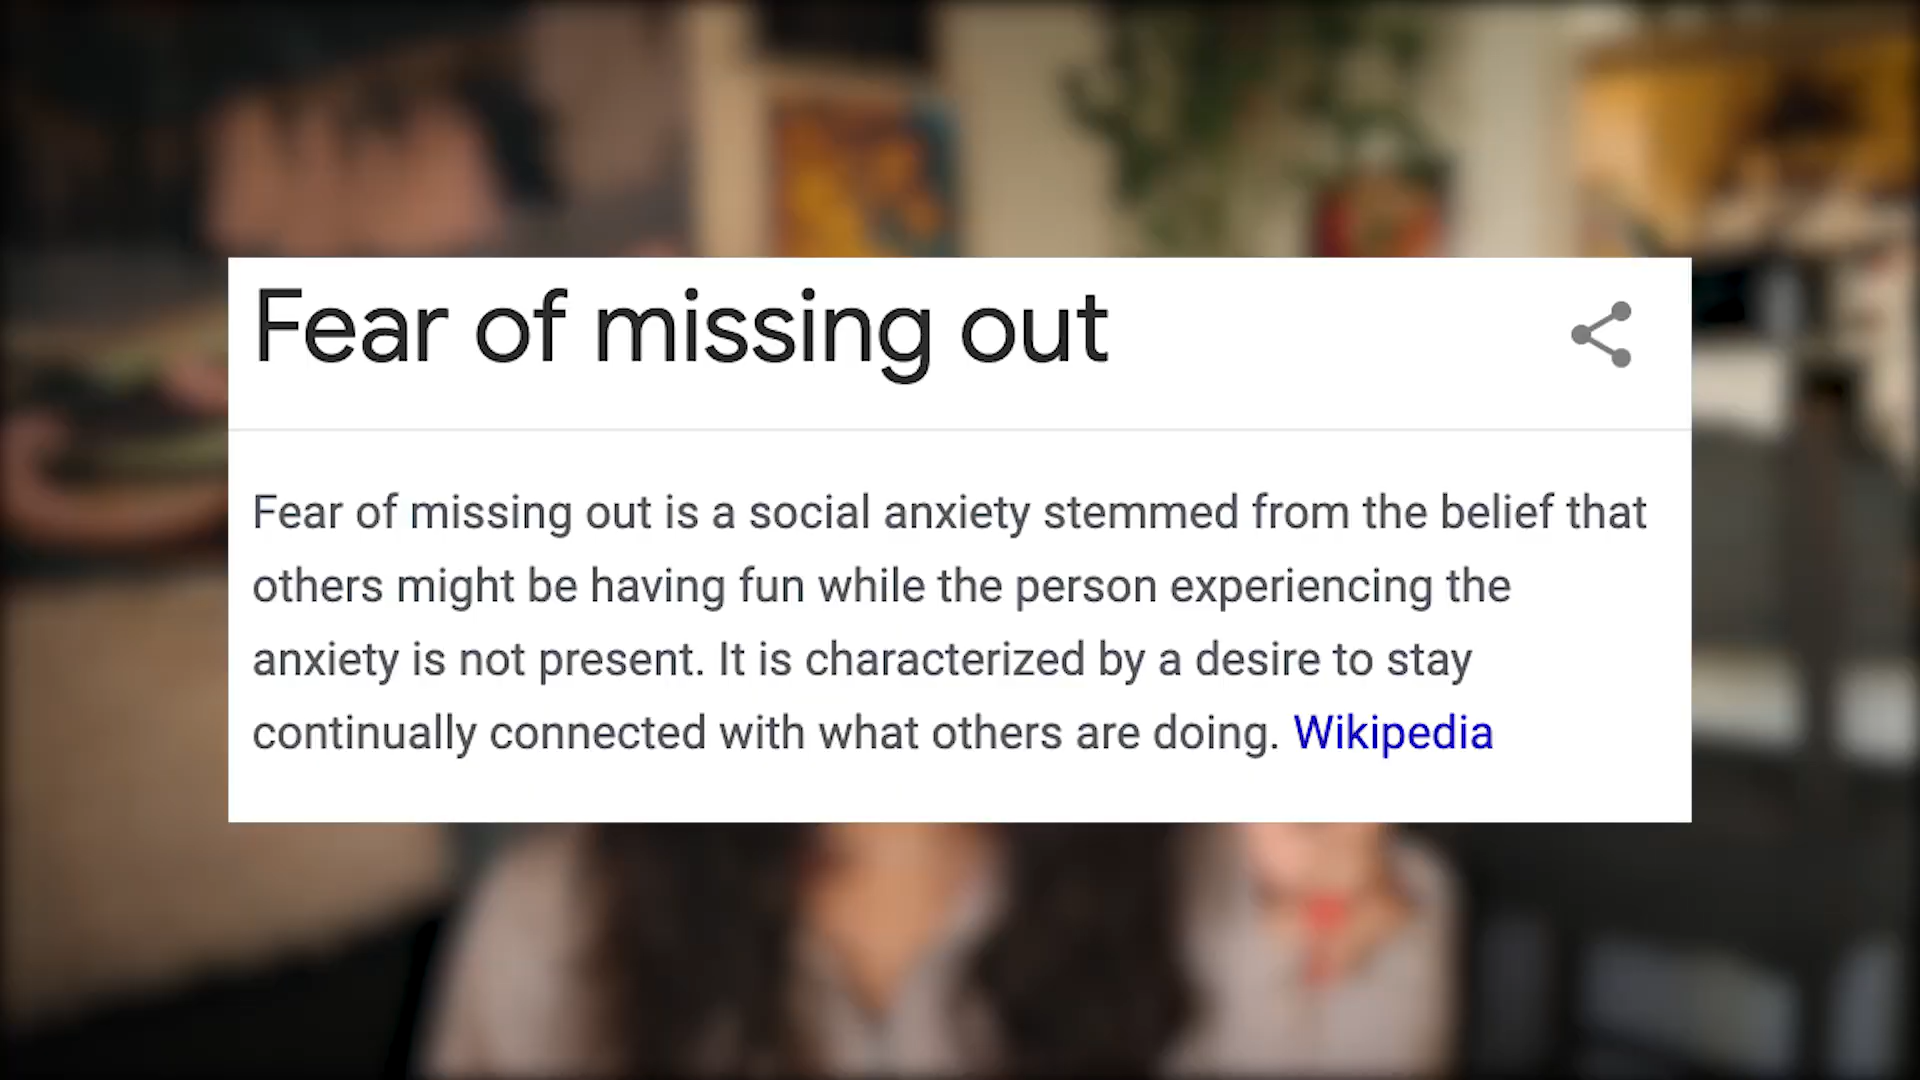 Fear of missing out
Fear of missing out is a social anxiety stemmed from the belief that
others might be having fun while the person experiencing the
anxiety is not present. It is characterized by a desire to stay
continually connected with what others are doing. Wikipedia